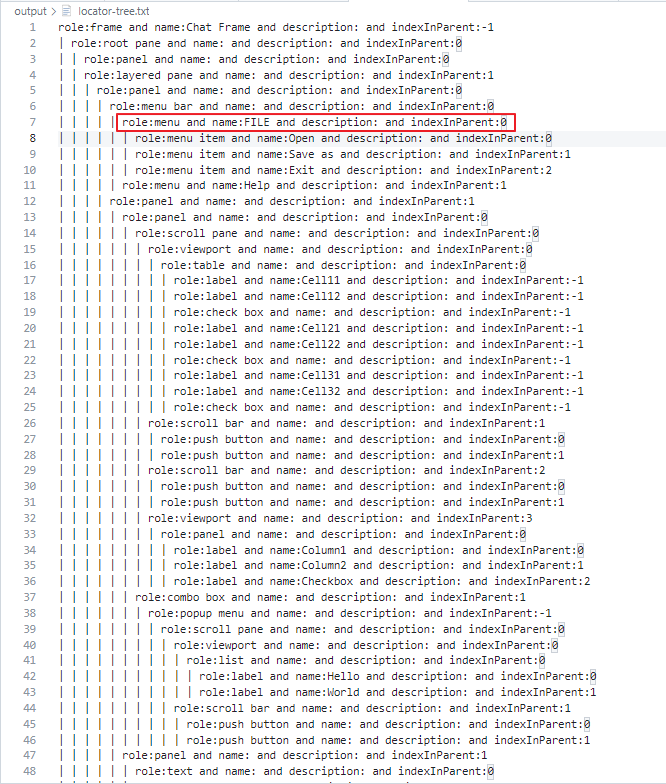 output > locator-tree.txt
1 role:frame and name:Chat Frame and description: and indexInParent:-1
2 | role:root pane and name: and description: and indexInParent:0
3 | | role:panel and name: and description: and indexInParent:0
4 | | role:layered pane and name: and description: and indexInParent:1
5 | | | role:panel and name: and description: and indexInParent:0
6 | | | | role:menu bar and name: and description: and indexInParent:0
7 | | | | | role:menu and name:FILE and description: and indexInParent:0
8 | | | | | | role:menu item and name:Open and description: and indexInParent:0
9 | | | | | | role:menu item and name:Save as and description: and indexInParent:1
10 | | | | | | role:menu item and name:Exit and description: and indexInParent:2
11 | | | | | role:menu and name:Help and description: and indexInParent:1
12 | | | | role:panel and name: and description: and indexInParent:1
13 | | | | | role:panel and name: and description: and indexInParent:0
14 | | | | | | role:scroll pane and name: and description: and indexInParent:0
15 | | | | | | | role:viewport and name: and description: and indexInParent:0
16 | | | | | | | | role:table and name: and description: and indexInParent:0
17 | | | | | | | | | role:label and name:Cell11 and description: and indexInParent:-1
18 | | | | | | | | | role:label and name:Cell12 and description: and indexInParent:-1
19 | | | | | | | | | role:check box and name: and description: and indexInParent:-1
20 | | | | | | | | | role:label and name:Cell21 and description: and indexInParent:-1
21 | | | | | | | | | role:label and name:Cell22 and description: and indexInParent:-1
22 | | | | | | | | | role:check box and name: and description: and indexInParent:-1
23 | | | | | | | | | role:label and name:Cell31 and description: and indexInParent:-1
24 | | | | | | | | | role:label and name:Cell32 and description: and indexInParent:-1
25 | | | | | | | | | role:check box and name: and description: and indexInParent:-1
26 | | | | | | | role:scroll bar and name: and description: and indexInParent:1
27 | | | | | | | | role:push button and name: and description: and indexInParent:0
28 | | | | | | | | role:push button and name: and description: and indexInParent:1
29 | | | | | | | role:scroll bar and name: and description: and indexInParent:2
30 | | | | | | | | role:push button and name: and description: and indexInParent:0
31 | | | | | | | | role:push button and name: and description: and indexInParent:1
32 | | | | | | | role:viewport and name: and description: and indexInParent:3
33 | | | | | | | | role:panel and name: and description: and indexInParent:0
34 | | | | | | | | | role:label and name:Column1 and description: and indexInParent:0
35 | | | | | | | | | role:label and name:Column2 and description: and indexInParent:1
36 | | | | | | | | | role:label and name:Checkbox and description: and indexInParent:2
37 | | | | | | role:combo box and name: and description: and indexInParent:1
38 | | | | | | | role:popup menu and name: and description: and indexInParent:-1
39 | | | | | | | | role:scroll pane and name: and description: and indexInParent:0
40 | | | | | | | | | role:viewport and name: and description: and indexInParent:0
41 | | | | | | | | | | role:list and name: and description: and indexInParent:0
42 | | | | | | | | | | | role:label and name:Hello and description: and indexInParent:0
43 | | | | | | | | | | | role:label and name:World and description: and indexInParent:1
44 | | | | | | | | | role:scroll bar and name: and description: and indexInParent:1
45 | | | | | | | | | | role:push button and name: and description: and indexInParent:0
46 | | | | | | | | | | role:push button and name: and description: and indexInParent:1
47 | | | | | role:panel and name: and description: and indexInParent:1
48 | | | | | | role:text and name: and description: and indexInParent:0